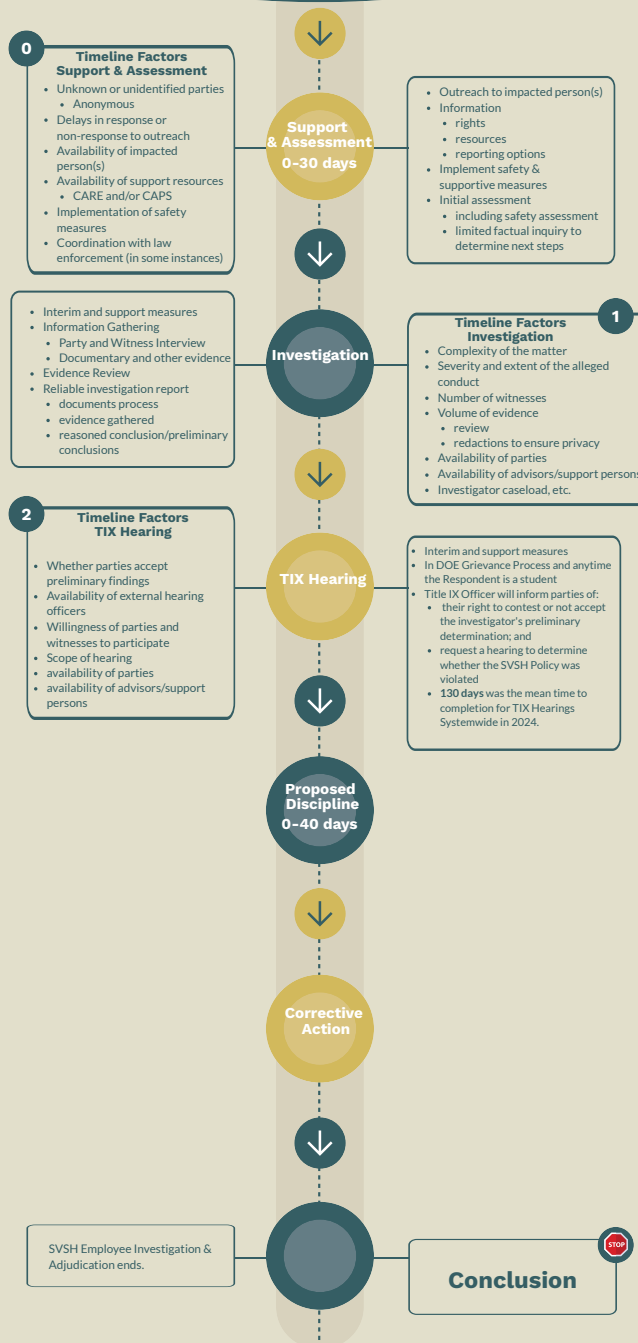 0
Timeline Factors
Support & Assessment
• Unknown or unidentified parties
• Anonymous
• Delays in response or
non-response to outreach
• Availability of impacted
person(s)
• Availability of support resources
• CARE and/or CAPS
• Implementation of safety
measures
• Coordination with law
enforcement (in some instances)
Support
& Assessment
0-30 days
• Outreach to impacted person(s)
• Information
• rights
• resources
• reporting options
• Implement safety &
supportive measures
• Initial assessment
• including safety assessment
• limited factual inquiry to
determine next steps
• Interim and support measures
• Information Gathering
• Party and Witness Interview
• Documentary and other evidence
• Evidence Review
• Reliable investigation report
• documents process
• evidence gathered
• reasoned conclusion/preliminary
conclusions
Investigation
1
Timeline Factors
Investigation
• Complexity of the matter
• Severity and extent of the alleged
conduct
• Number of witnesses
• Volume of evidence
• review
• redactions to ensure privacy
• Availability of parties
• Availability of advisors/support persons
• Investigator caseload, etc.
2
Timeline Factors
TIX Hearing
• Whether parties accept
preliminary findings
• Availability of external hearing
officers
• Willingness of parties and
witnesses to participate
• Scope of hearing
• availability of parties
• availability of advisors/support
persons
TIX Hearing
• Interim and support measures
• In DOE Grievance Process and anytime
the Respondent is a student
• Title IX Officer will inform parties of:
• their right to contest or not accept
the investigator's preliminary
determination; and
• request a hearing to determine
whether the SVSH Policy was
violated
• 130 days was the mean time to
completion for TIX Hearings
Systemwide in 2024.
Proposed
Discipline
0-40 days
Corrective
Action
SVSH Employee Investigation &
Adjudication ends.
STOP
Conclusion